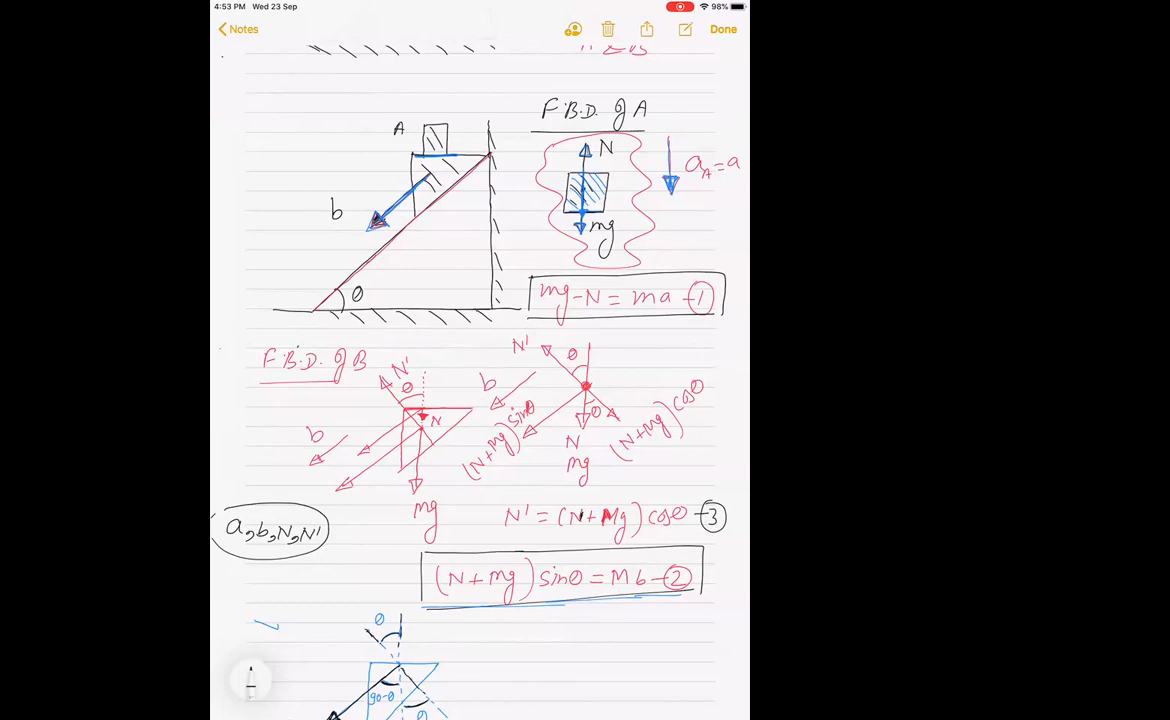 4:53 PM Wed 23 Sep
98%
Notes
Done
F.B.D. of A
A
N
a_A = a
b
mg
θ
mg - N = ma - 1
F.B.D. of B
N'
θ
N
b
mg
N'
θ
b
θ
(N+mg) sinθ
(N+mg) cosθ
N
mg
a, b, N, N'
N' = (N + Mg) cosθ - 3
(N + mg) sinθ = Mb - 2
θ
90-θ
θ